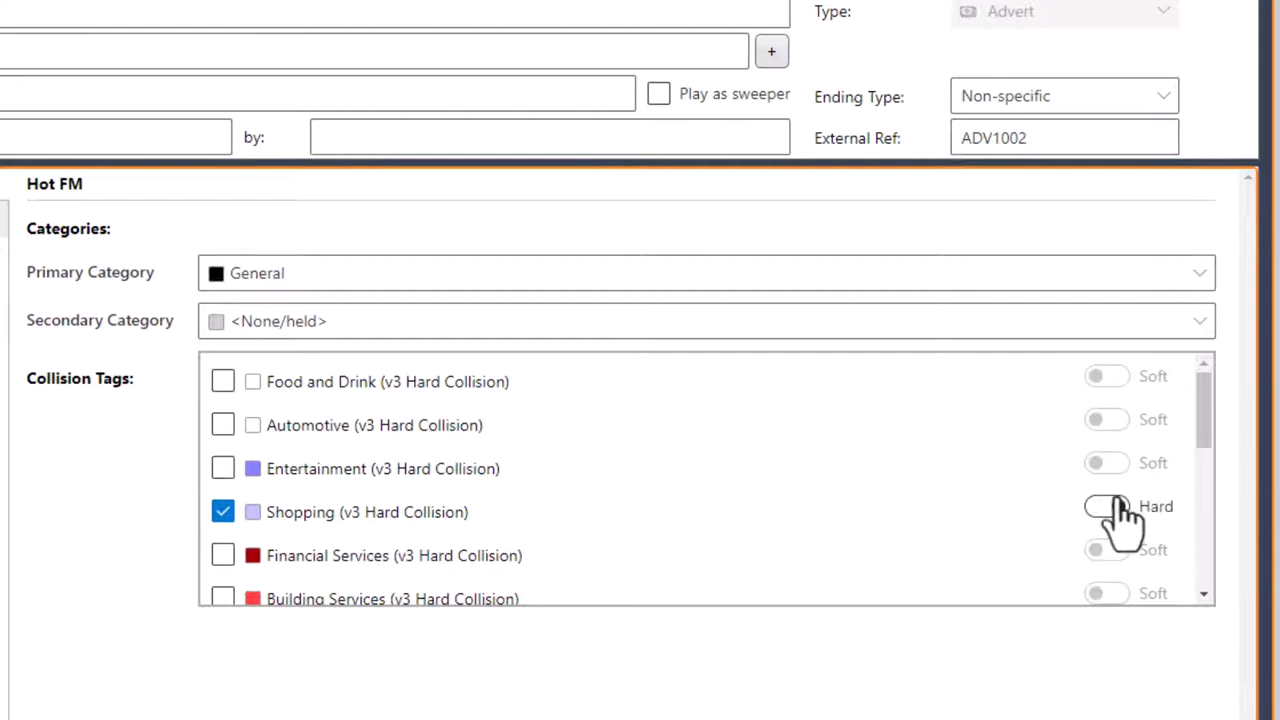 Type: Advert
+
Play as sweeper
Ending Type: Non-specific
by:
External Ref: ADV1002
Hot FM
Categories:
Primary Category General
Secondary Category <None/held>
Collision Tags:
Food and Drink (v3 Hard Collision) Soft
Automotive (v3 Hard Collision) Soft
Entertainment (v3 Hard Collision) Soft
Shopping (v3 Hard Collision) Hard
Financial Services (v3 Hard Collision) Soft
Building Services (v3 Hard Collision) Soft